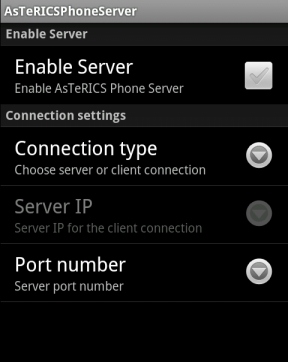 AsTeRICSPhoneServer
Enable Server
Enable Server
Enable AsTeRICS Phone Server
Connection settings
Connection type
Choose server or client connection
Server IP
Server IP for the client connection
Port number
Server port number